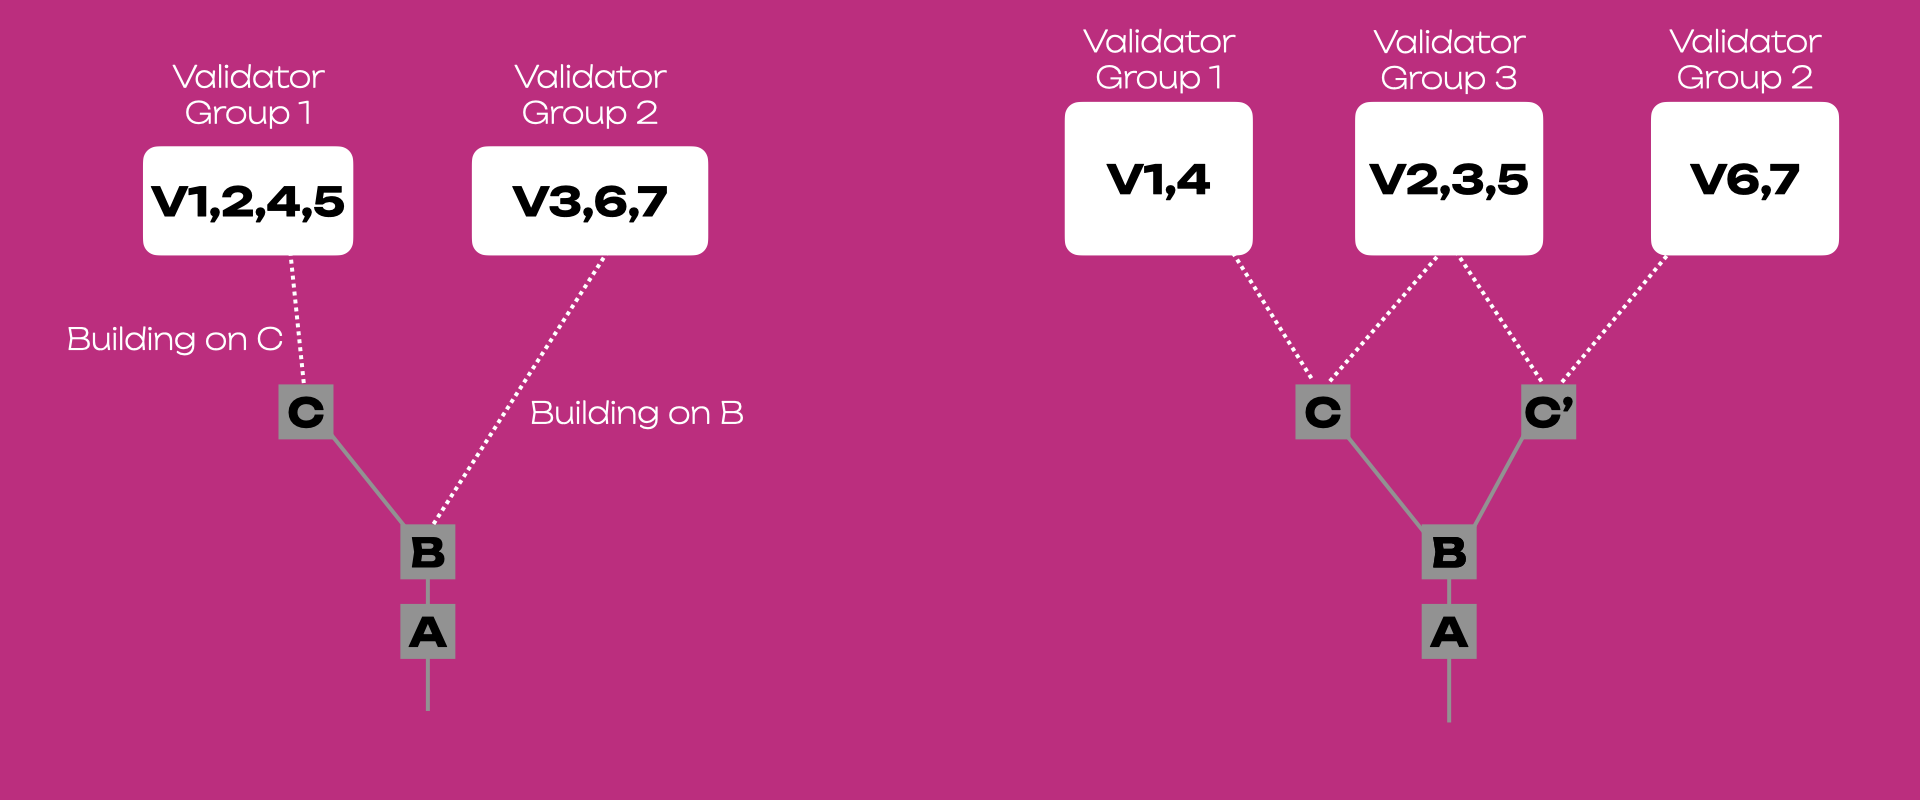 Validator
Group 1
Validator
Group 2
V1,2,4,5
V3,6,7
Building on C
Building on B
C
B
A
Validator
Group 1
Validator
Group 3
Validator
Group 2
V1,4
V2,3,5
V6,7
C
C’
B
A